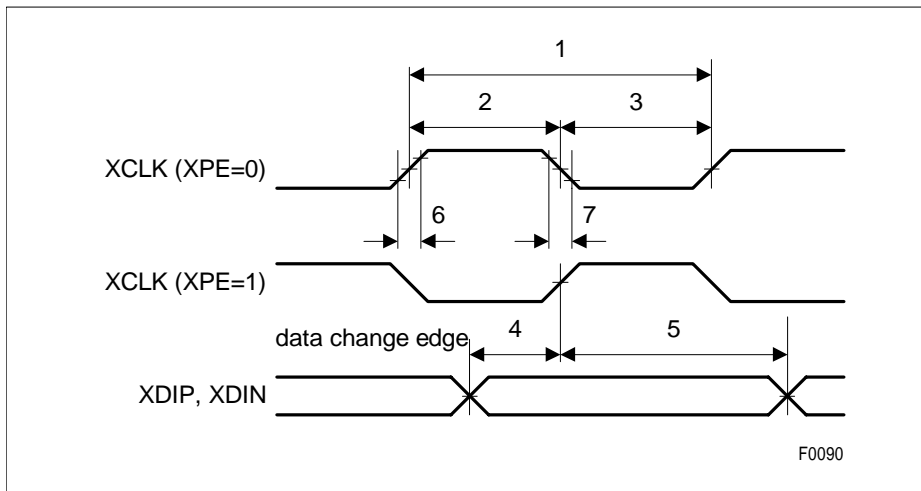 1
2 3
XCLK (XPE=0)
6 7
XCLK (XPE=1)
data change edge 4 5
XDIP, XDIN
F0090